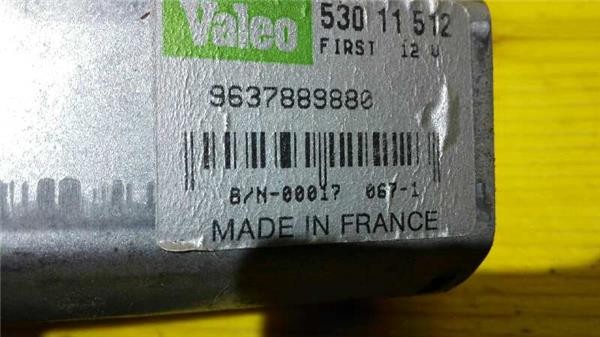 Valeo
530 11 512
FIRST 12 V
9637889880
B/N-00017 067-1
MADE IN FRANCE